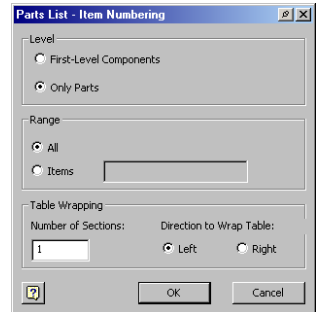 Parts List - Item Numbering
Level
First-Level Components
Only Parts
Range
All
Items
Table Wrapping
Number of Sections: Direction to Wrap Table:
1 Left Right
? OK Cancel